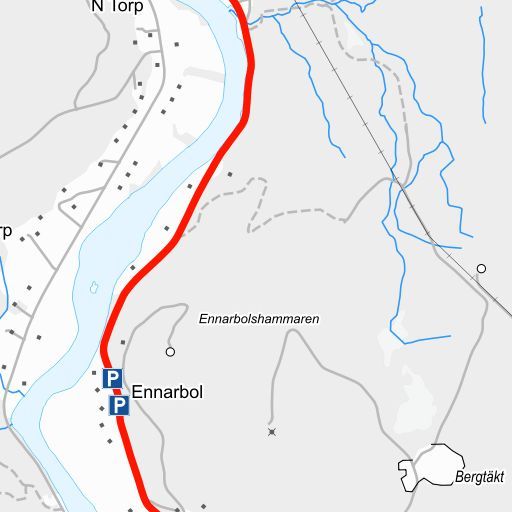 N Torp
rp
Ennarbolshammaren
P
Ennarbol
P
Bergtäkt